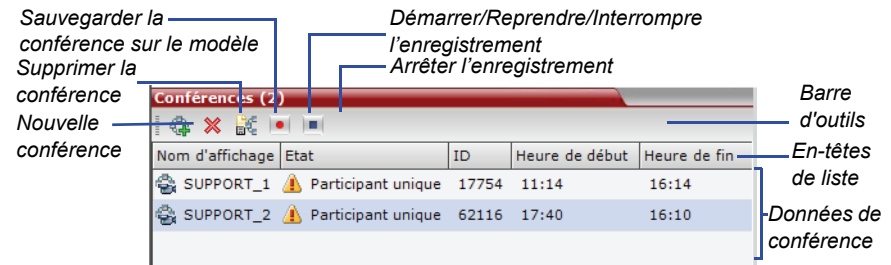 Sauvegarder la
conférence sur le modèle
Supprimer la
conférence
Nouvelle
conférence
Démarrer/Reprendre/Interrompre
l'enregistrement
Arrêter l'enregistrement
Barre
d'outils
En-têtes
de liste
Données de
conférence
Conférences (2)
Nom d'affichage Etat ID Heure de début Heure de fin
SUPPORT_1 Participant unique 17754 11:14 16:14
SUPPORT_2 Participant unique 62116 17:40 16:10